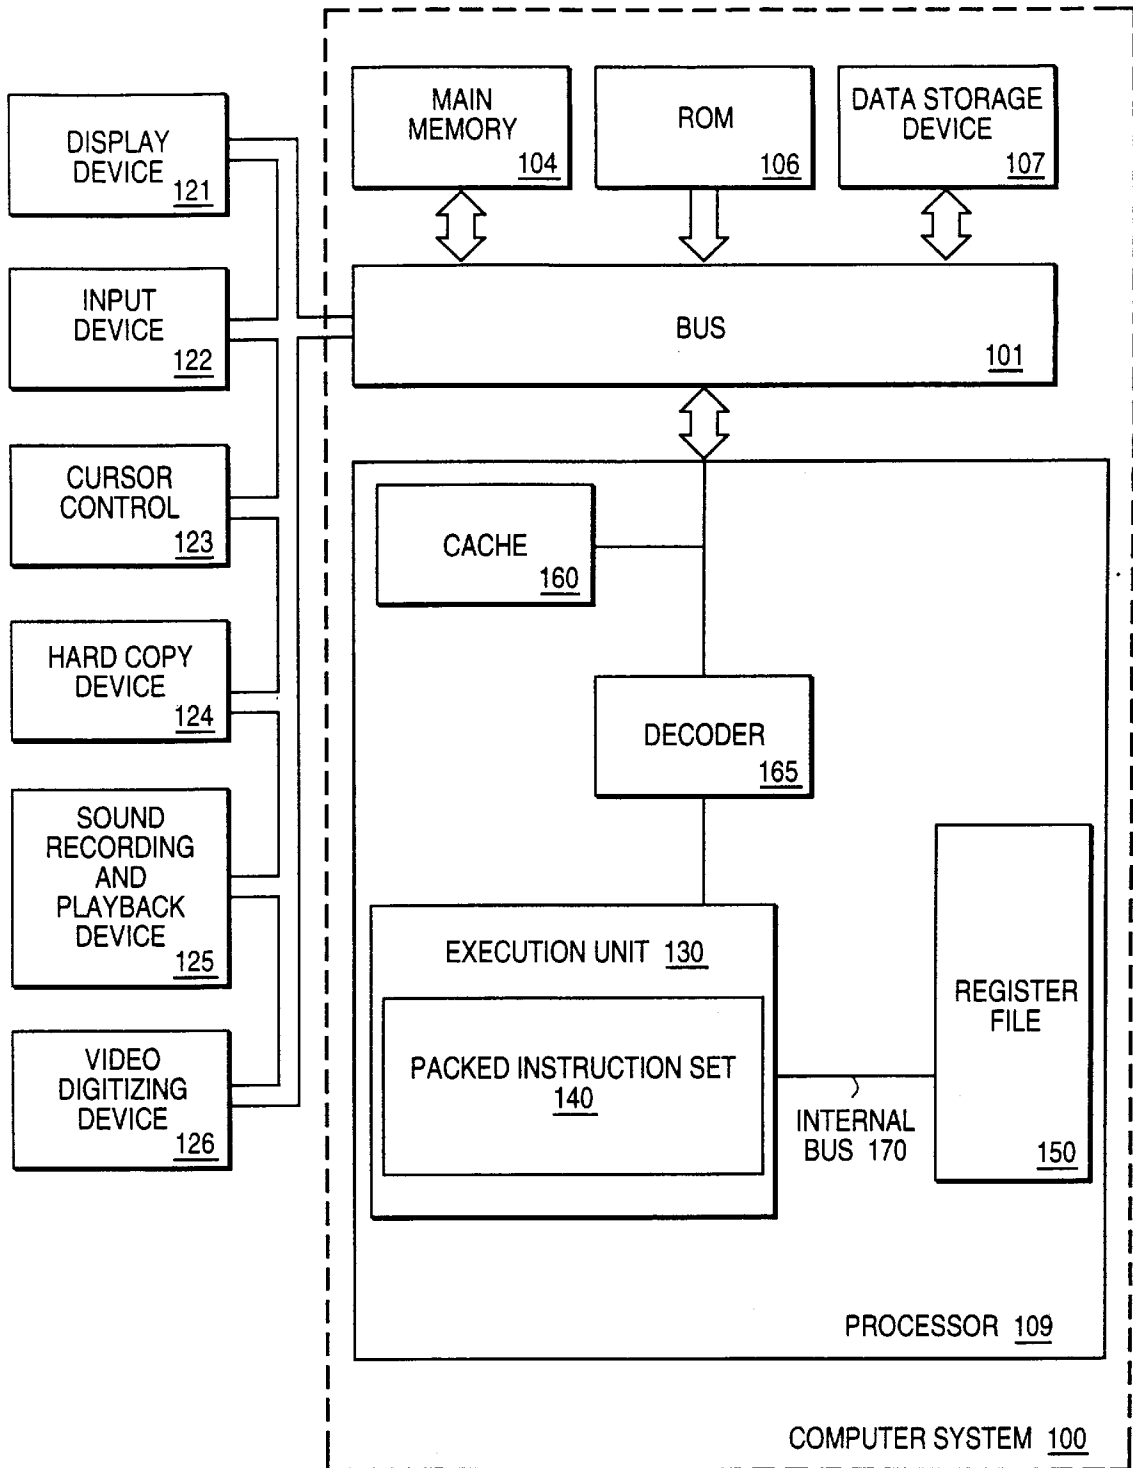 MAIN
MEMORY
104
ROM
106
DATA STORAGE
DEVICE
107
DISPLAY
DEVICE
121
INPUT
DEVICE
122
BUS
101
CURSOR
CONTROL
123
CACHE
160
HARD COPY
DEVICE
124
DECODER
165
SOUND
RECORDING
AND
PLAYBACK
DEVICE
125
EXECUTION UNIT 130
PACKED INSTRUCTION SET
140
REGISTER
FILE
150
INTERNAL
BUS 170
VIDEO
DIGITIZING
DEVICE
126
PROCESSOR 109
COMPUTER SYSTEM 100